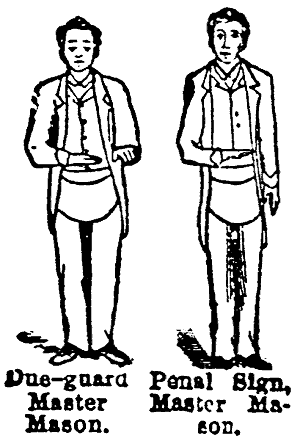 Due-guard
Master
Mason.
Penal Sign,
Master Ma-
son.